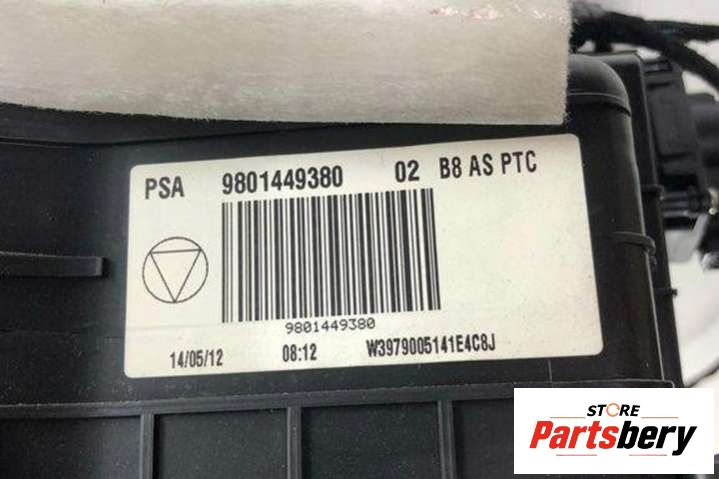 PSA 9801449380 02 B8 AS PTC
9801449380
14/05/12 08:12 W3979005141E4C8J
STORE
Partsbery